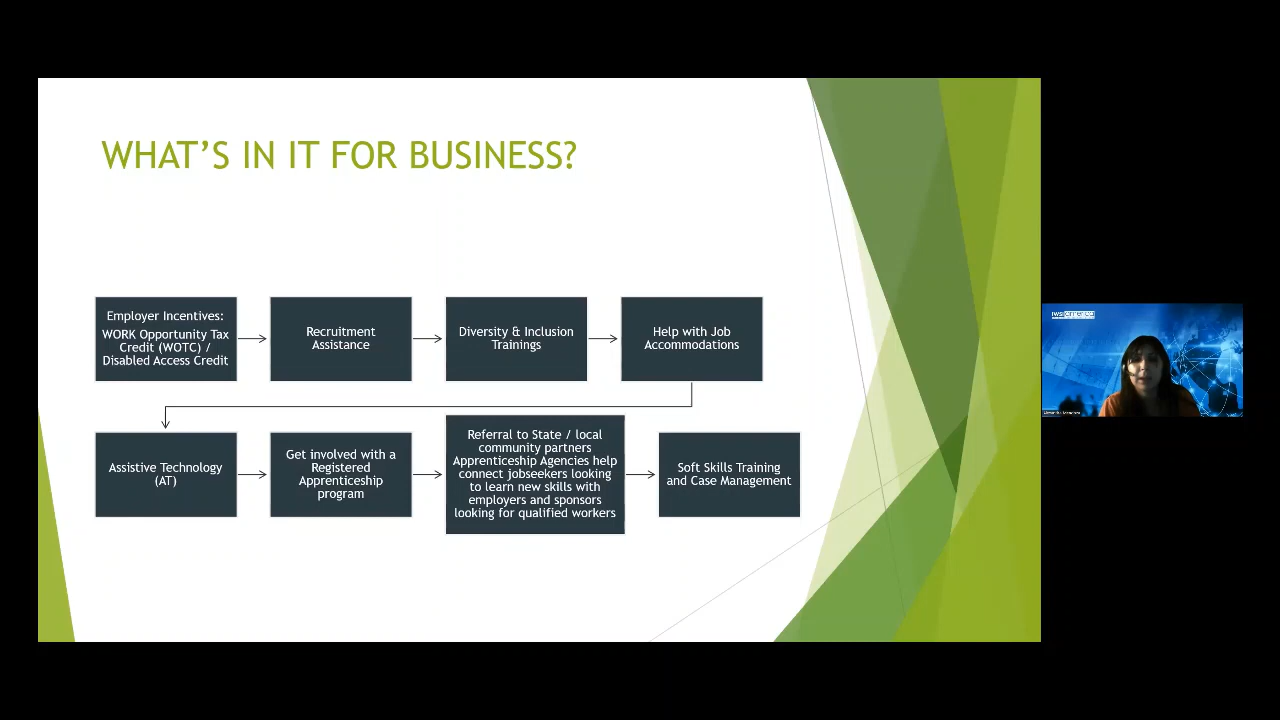 WHAT'S IN IT FOR BUSINESS?
Employer Incentives:
WORK Opportunity Tax
Credit (WOTC) /
Disabled Access Credit
Recruitment
Assistance
Diversity & Inclusion
Trainings
Help with Job
Accommodations
Assistive Technology
(AT)
Get involved with a
Registered
Apprenticeship
program
Referral to State / local
community partners
Apprenticeship Agencies help
connect jobseekers looking
to learn new skills with
employers and sponsors
looking for qualified workers
Soft Skills Training
and Case Management